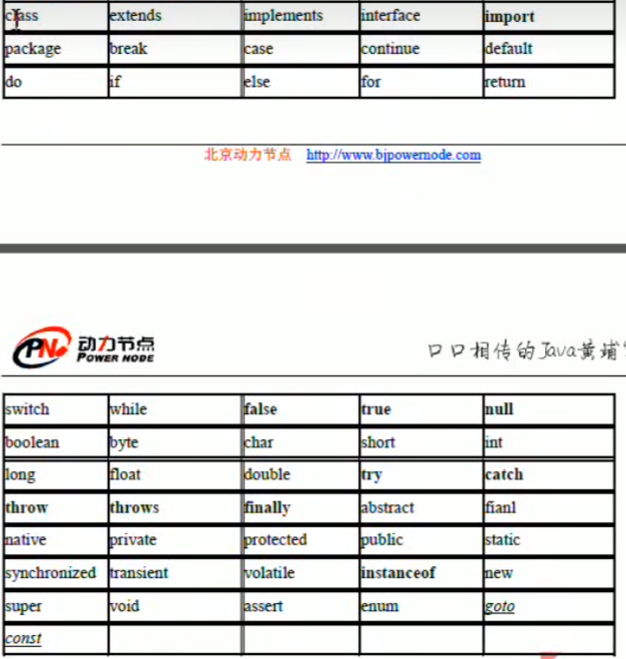 class extends implements interface import
package break case continue default
do if else for return
北京动力节点 http://www.bjpowernode.com
PN 动力节点
POWER NODE
口口相传的Java黄埔
switch while false true null
boolean byte char short int
long float double try catch
throw throws finally abstract fianl
native private protected public static
synchronized transient volatile instanceof new
super void assert enum goto
const